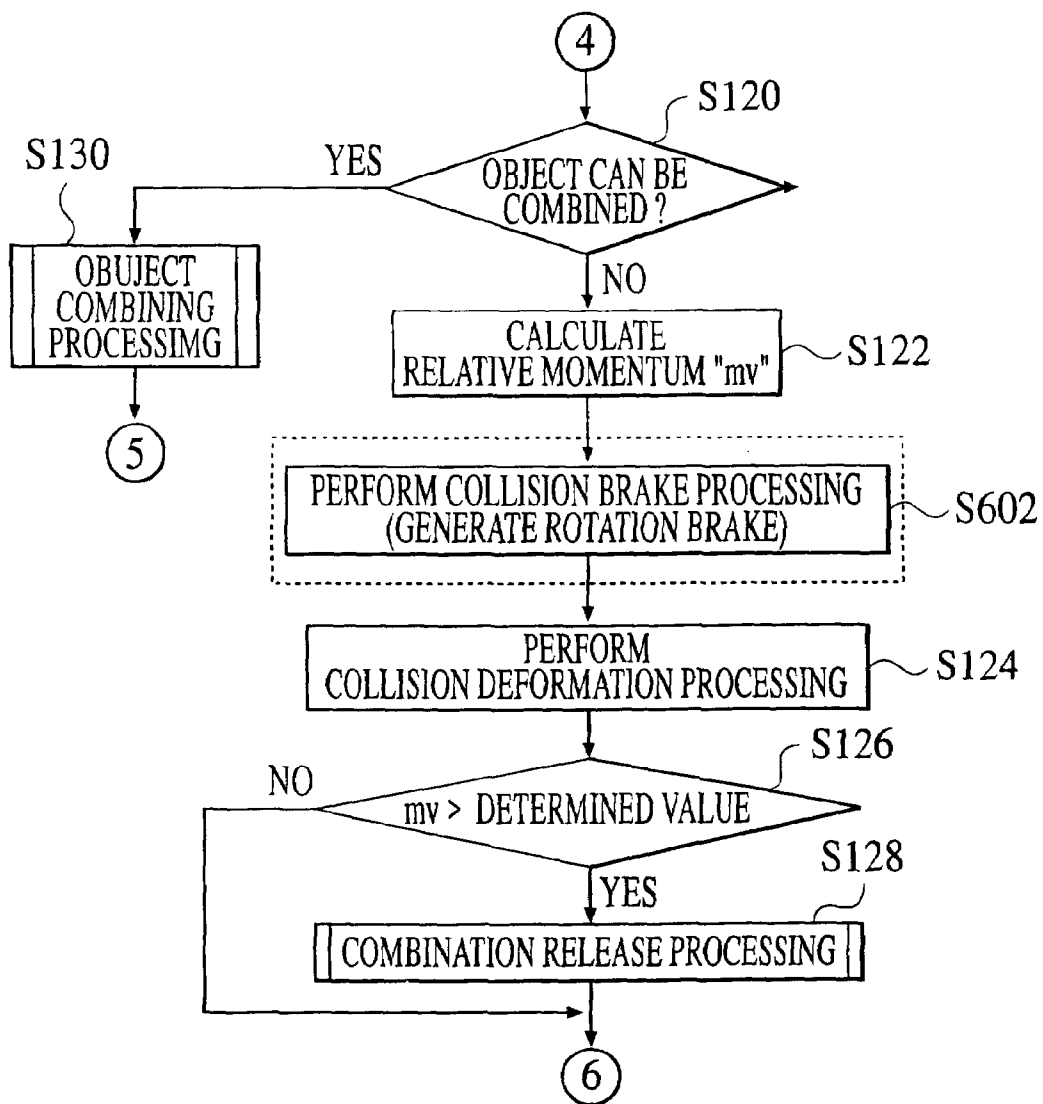 4
S120
S130
YES
OBJECT CAN BE
COMBINED ?
OBUJECT
COMBINING
PROCESSIMG
NO
CALCULATE
RELATIVE MOMENTUM "mv"
S122
5
PERFORM COLLISION BRAKE PROCESSING
(GENERATE ROTATION BRAKE)
S602
PERFORM
COLLISION DEFORMATION PROCESSING
S124
S126
NO
mv > DETERMINED VALUE
S128
YES
COMBINATION RELEASE PROCESSING
6